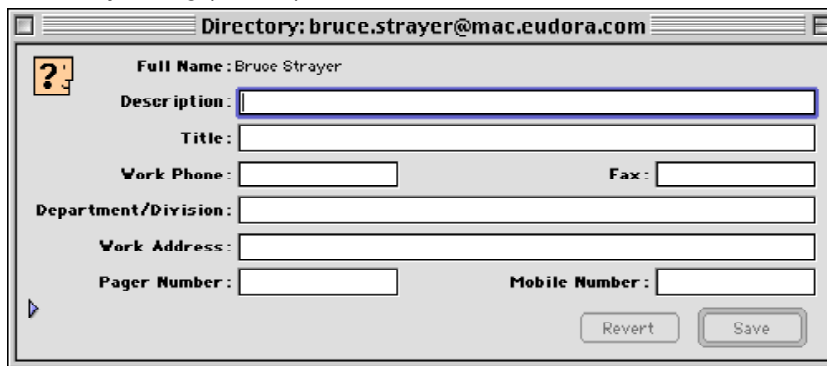 Directory: bruce.strayer@mac.eudora.com
?
Full Name: Bruce Strayer
Description:
Title:
Work Phone: Fax:
Department/Division:
Work Address:
Pager Number: Mobile Number:
Revert Save